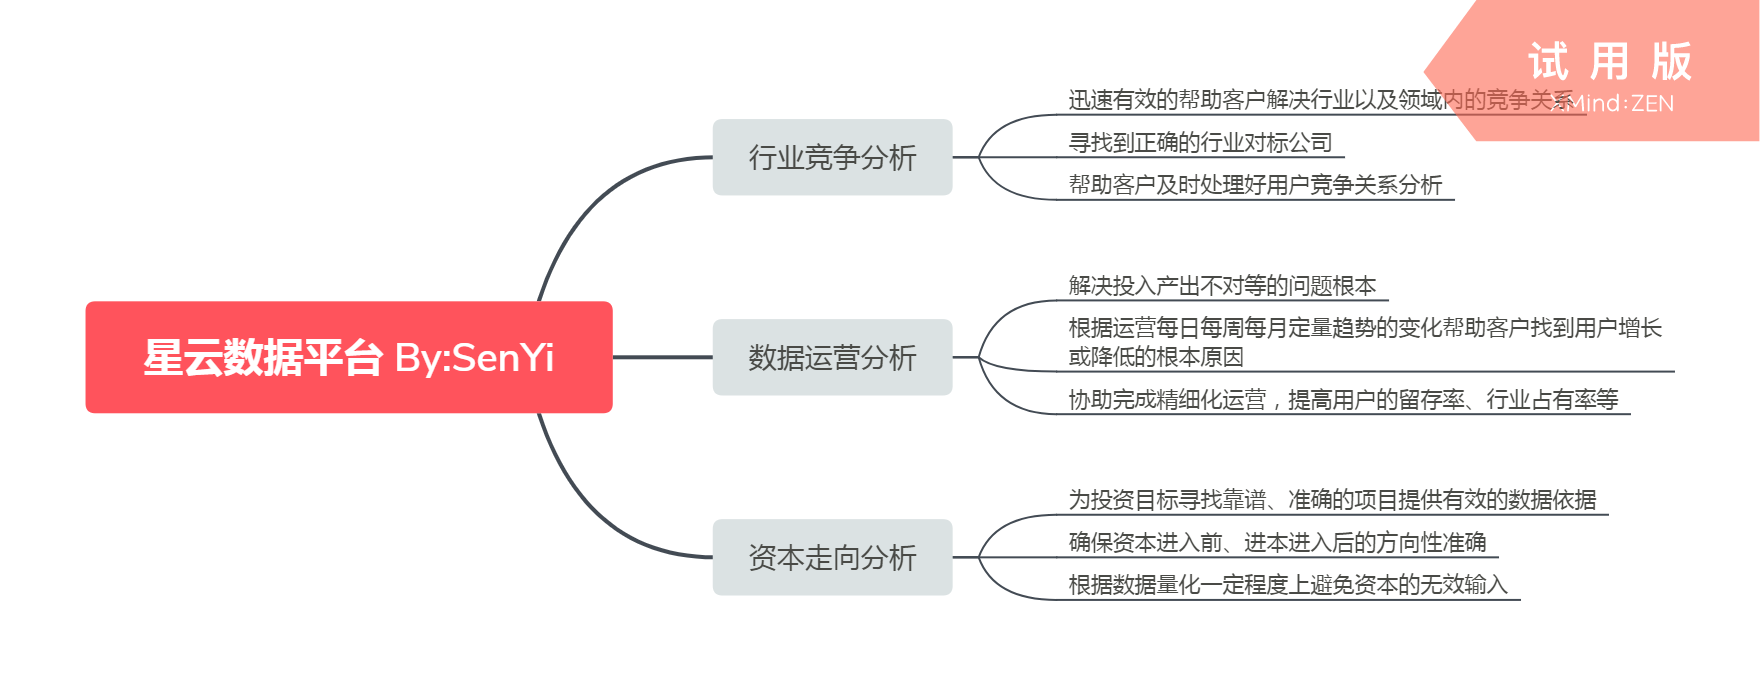 试用版
XMind:ZEN
迅速有效的帮助客户解决行业以及领域内的竞争关系
寻找到正确的行业对标公司
帮助客户及时处理好用户竞争关系分析
行业竞争分析
星云数据平台 By:SenYi
数据运营分析
解决投入产出不对等的问题根本
根据运营每日每周每月定量趋势的变化帮助客户找到用户增长
或降低的根本原因
协助完成精细化运营，提高用户的留存率、行业占有率等
资本走向分析
为投资目标寻找靠谱、准确的项目提供有效的数据依据
确保资本进入前、进本进入后的方向性准确
根据数据量化一定程度上避免资本的无效输入